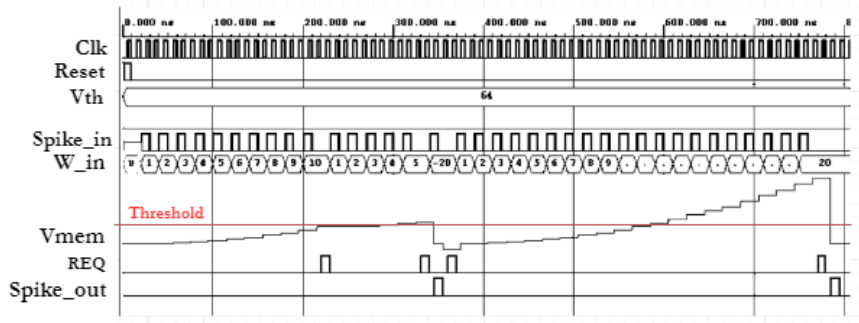 0.000 ns 100.000 ns 200.000 ns 300.000 ns 400.000 ns 500.000 ns 600.000 ns 700.000 ns 8
Clk
Reset
Vth 64
Spike_in
W_in U 1 2 3 4 5 6 7 8 9 10 1 2 3 4 5 -20 1 2 3 4 5 6 7 8 9 . . . . . . . . . . 20
Threshold
Vmem
REQ
Spike_out